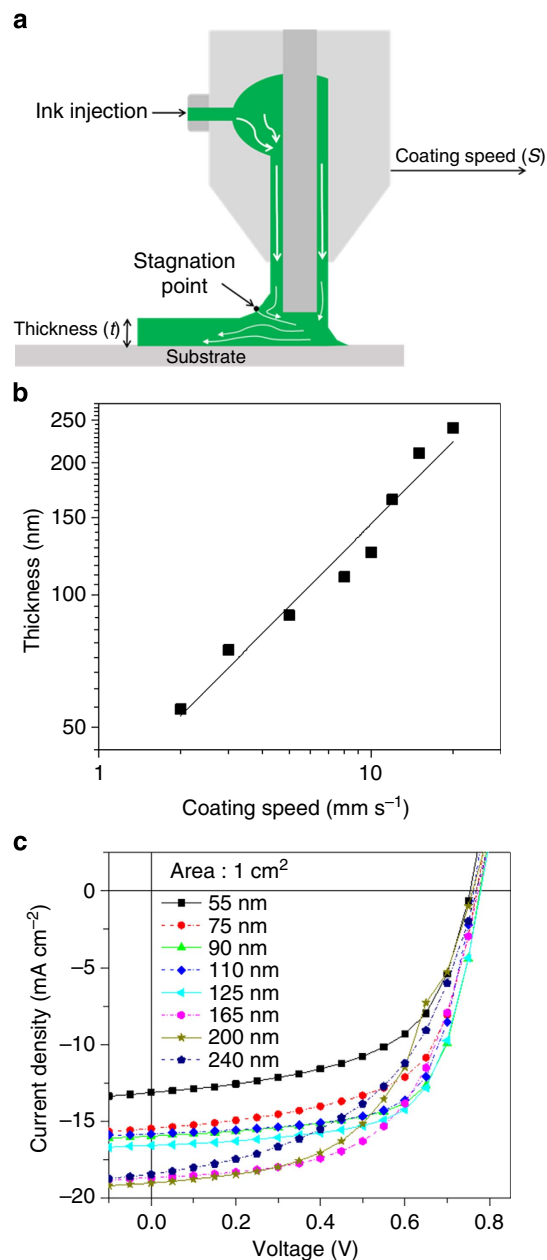 a
Ink injection
Coating speed (S)
Stagnation
point
Thickness (t)
Substrate
b
250
200
150
100
50
Thickness (nm)
1
10
Coating speed (mm s⁻¹)
c
Area : 1 cm²
55 nm
75 nm
90 nm
110 nm
125 nm
165 nm
200 nm
240 nm
0
–5
–10
–15
–20
Current density (mA cm⁻²)
0.0
0.2
0.4
0.6
0.8
Voltage (V)